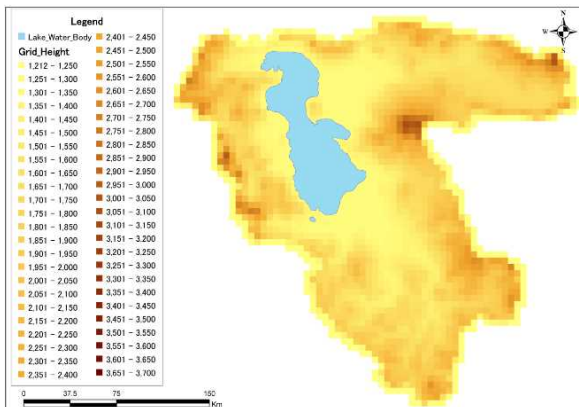 Legend
Lake_Water_Body
Grid_Height
1,212 - 1,250
1,251 - 1,300
1,301 - 1,350
1,351 - 1,400
1,401 - 1,450
1,451 - 1,500
1,501 - 1,550
1,551 - 1,600
1,601 - 1,650
1,651 - 1,700
1,701 - 1,750
1,751 - 1,800
1,801 - 1,850
1,851 - 1,900
1,901 - 1,950
1,951 - 2,000
2,001 - 2,050
2,051 - 2,100
2,101 - 2,150
2,151 - 2,200
2,201 - 2,250
2,251 - 2,300
2,301 - 2,350
2,351 - 2,400
2,401 - 2,450
2,451 - 2,500
2,501 - 2,550
2,551 - 2,600
2,601 - 2,650
2,651 - 2,700
2,701 - 2,750
2,751 - 2,800
2,801 - 2,850
2,851 - 2,900
2,901 - 2,950
2,951 - 3,000
3,001 - 3,050
3,051 - 3,100
3,101 - 3,150
3,151 - 3,200
3,201 - 3,250
3,251 - 3,300
3,301 - 3,350
3,351 - 3,400
3,401 - 3,450
3,451 - 3,500
3,501 - 3,550
3,551 - 3,600
3,601 - 3,650
3,651 - 3,700
N
W E
S
0 37.5 75 150
Km